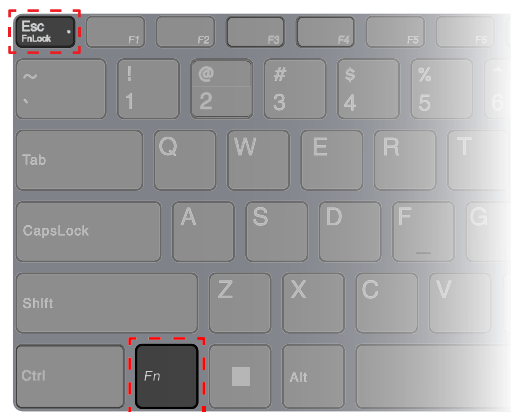 Esc
FnLock
F1
F2
F3
F4
F5
F6
~
`
!
1
@
2
#
3
$
4
%
5
^
6
Tab
Q
W
E
R
T
CapsLock
A
S
D
F
G
Shift
Z
X
C
V
Ctrl
Fn
Alt